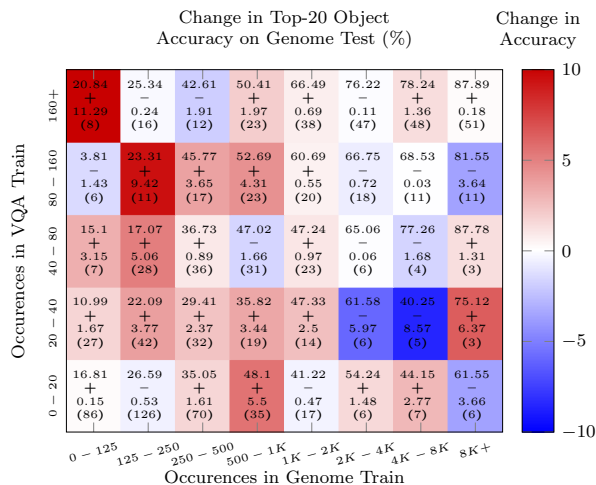 Change in Top-20 Object
Accuracy on Genome Test (%)
Change in
Accuracy
Occurences in VQA Train
160+
20.84 25.34 42.61 50.41 66.49 76.22 78.24 87.89
+ − − + + − + +
11.29 0.24 1.91 1.97 0.69 0.11 1.36 0.18
(8) (16) (12) (23) (38) (47) (48) (51)
80 − 160
3.81 23.31 45.77 52.69 60.69 66.75 68.53 81.55
− + + + + − − −
1.43 9.42 3.65 4.31 0.55 0.72 0.03 3.64
(6) (11) (17) (23) (20) (18) (11) (11)
40 − 80
15.1 17.07 36.73 47.02 47.24 65.06 77.26 87.78
+ + + − + − − +
3.15 5.06 0.89 1.66 0.97 0.06 1.68 1.31
(7) (28) (36) (31) (23) (6) (4) (3)
20 − 40
10.99 22.09 29.41 35.82 47.33 61.58 40.25 75.12
+ + + + + − − +
1.67 3.77 2.37 3.44 2.5 5.97 8.57 6.37
(27) (42) (32) (19) (14) (6) (5) (3)
0 − 20
16.81 26.59 35.05 48.1 41.22 54.24 44.15 61.55
+ − + + − + + −
0.15 0.53 1.61 5.5 0.47 1.48 2.77 3.66
(86) (126) (70) (35) (17) (6) (7) (6)
0 − 125 125 − 250 250 − 500 500 − 1K 1K − 2K 2K − 4K 4K − 8K 8K+
Occurences in Genome Train
10
5
0
−5
−10